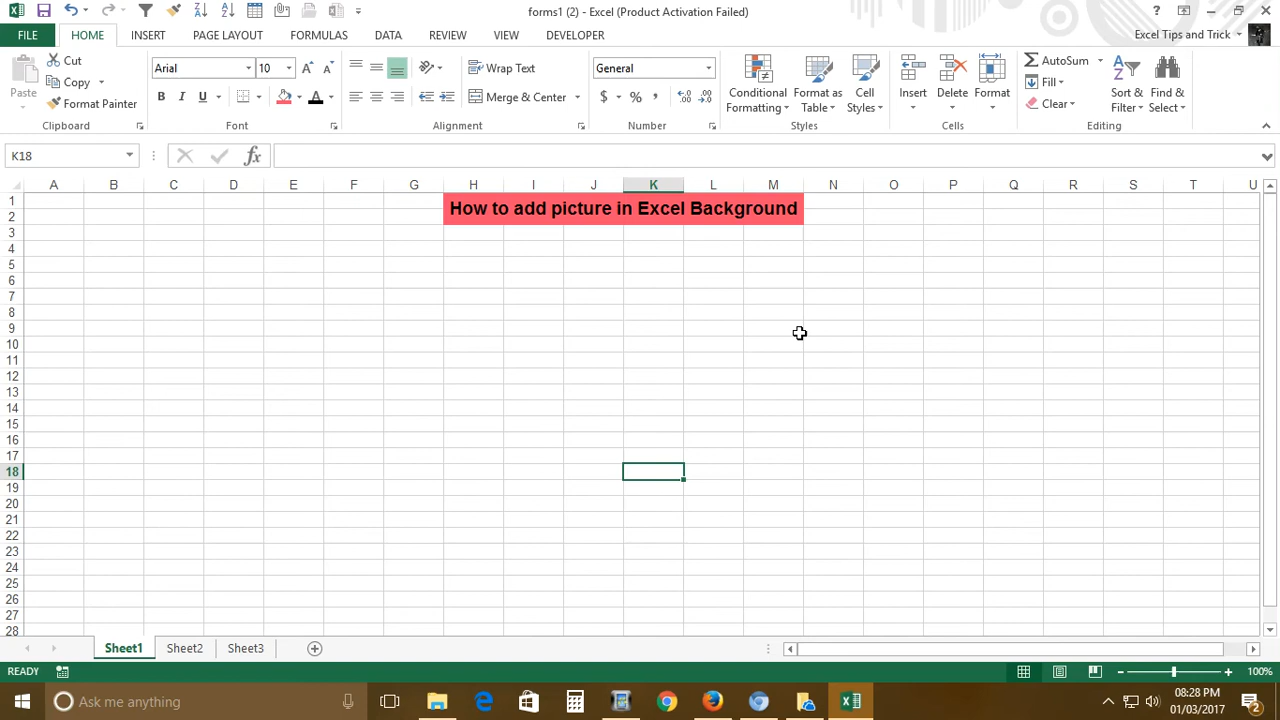 forms1 (2) - Excel (Product Activation Failed)
FILE HOME INSERT PAGE LAYOUT FORMULAS DATA REVIEW VIEW DEVELOPER Excel Tips and Trick
Paste
Cut
Copy
Format Painter
Clipboard
Arial 10
B I U
Font
Wrap Text
Merge & Center
Alignment
General
$ % ,
Number
Conditional Formatting
Format as Table
Cell Styles
Styles
Insert Delete Format
Cells
AutoSum
Fill
Clear
Sort & Filter
Find & Select
Editing
K18 fx
A B C D E F G H I J K L M N O P Q R S T U
1
How to add picture in Excel Background
2
3
4
5
6
7
8
9
10
11
12
13
14
15
16
17
18
19
20
21
22
23
24
25
26
27
28
Sheet1 Sheet2 Sheet3
READY 100%
Ask me anything
08:28 PM
01/03/2017
2